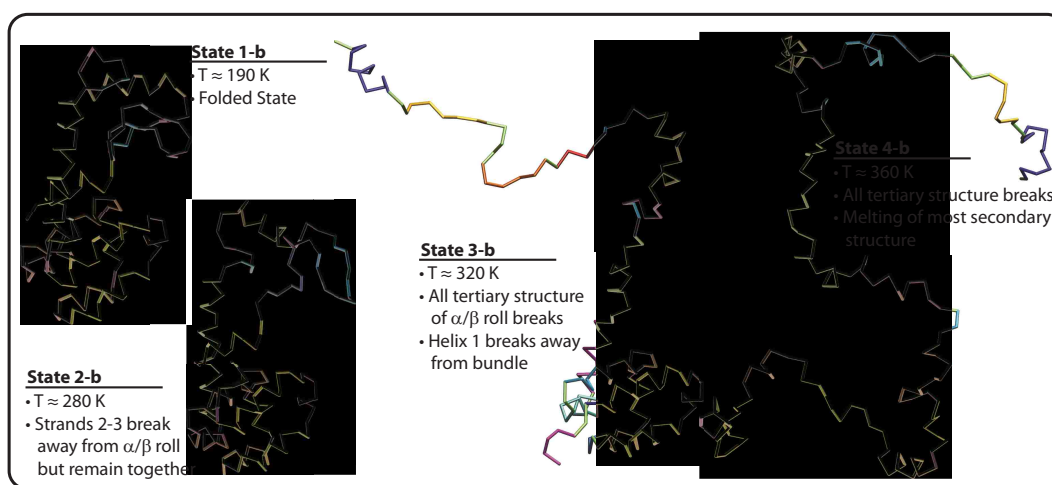 State 1-b
• T ≈ 190 K
• Folded State
State 2-b
• T ≈ 280 K
• Strands 2-3 break
away from α/β roll
but remain together
State 3-b
• T ≈ 320 K
• All tertiary structure
of α/β roll breaks
• Helix 1 breaks away
from bundle
State 4-b
• T ≈ 360 K
• All tertiary structure breaks
• Melting of most secondary
structure